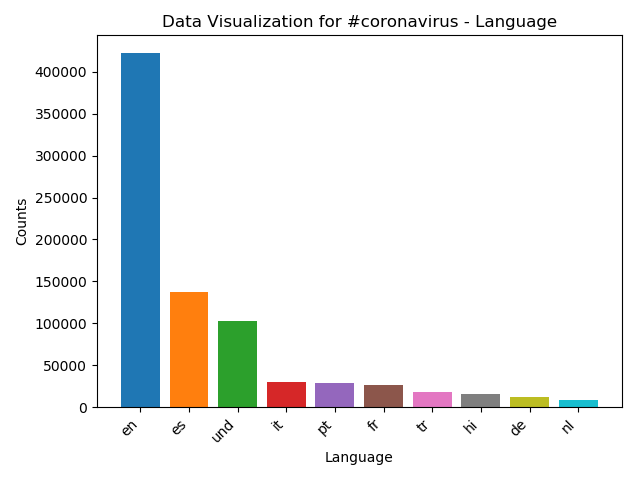 Data Visualization for #coronavirus - Language
Counts
400000
350000
300000
250000
200000
150000
100000
50000
0
en
es
und
it
pt
fr
tr
hi
de
nl
Language